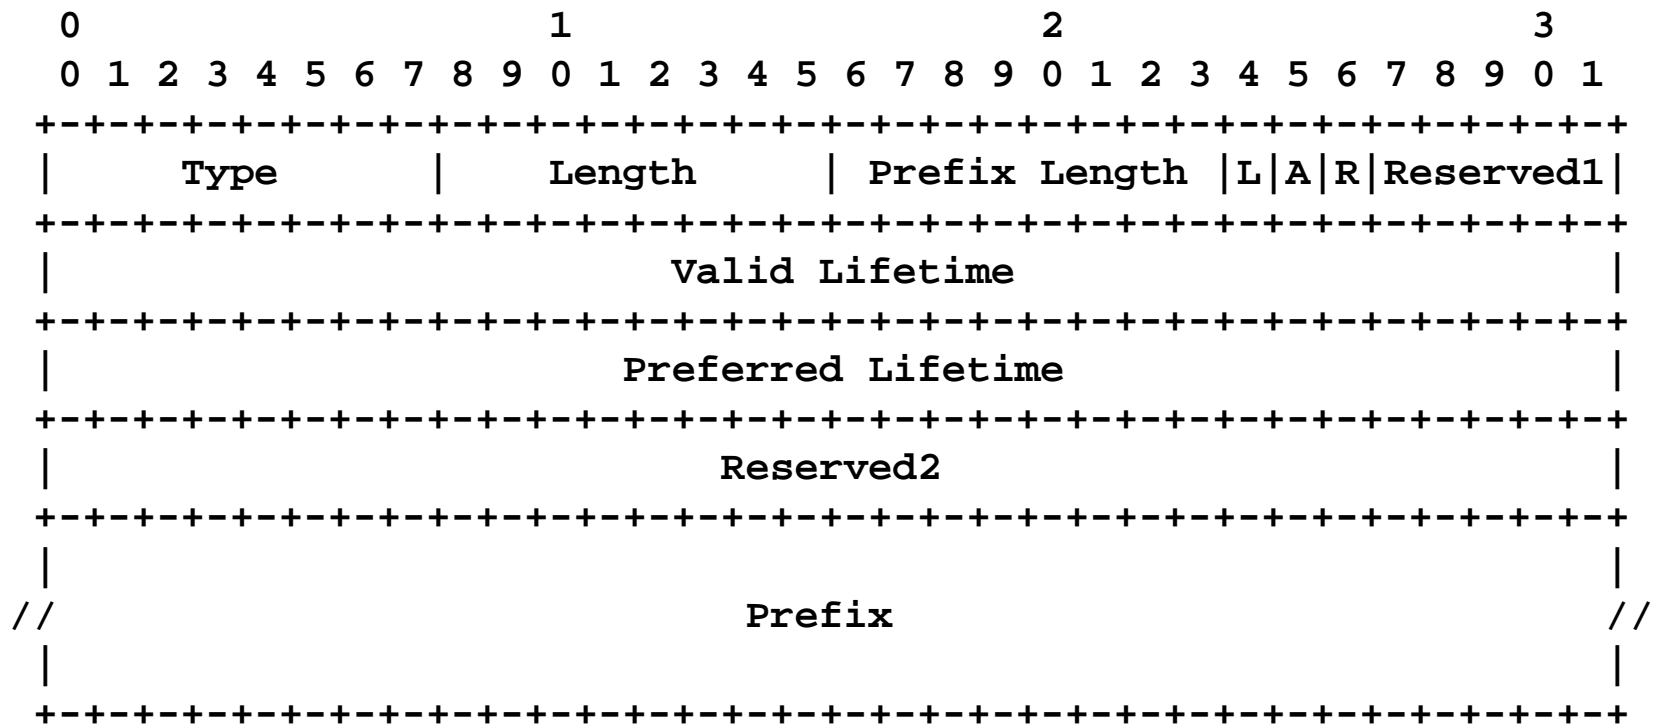 0                   1                   2                   3
 0 1 2 3 4 5 6 7 8 9 0 1 2 3 4 5 6 7 8 9 0 1 2 3 4 5 6 7 8 9 0 1
+-+-+-+-+-+-+-+-+-+-+-+-+-+-+-+-+-+-+-+-+-+-+-+-+-+-+-+-+-+-+-+-+
|     Type      |    Length     | Prefix Length |L|A|R|Reserved1|
+-+-+-+-+-+-+-+-+-+-+-+-+-+-+-+-+-+-+-+-+-+-+-+-+-+-+-+-+-+-+-+-+
|                         Valid Lifetime                        |
+-+-+-+-+-+-+-+-+-+-+-+-+-+-+-+-+-+-+-+-+-+-+-+-+-+-+-+-+-+-+-+-+
|                       Preferred Lifetime                      |
+-+-+-+-+-+-+-+-+-+-+-+-+-+-+-+-+-+-+-+-+-+-+-+-+-+-+-+-+-+-+-+-+
|                           Reserved2                           |
+-+-+-+-+-+-+-+-+-+-+-+-+-+-+-+-+-+-+-+-+-+-+-+-+-+-+-+-+-+-+-+-+
|                                                               |
//                            Prefix                           //
|                                                               |
+-+-+-+-+-+-+-+-+-+-+-+-+-+-+-+-+-+-+-+-+-+-+-+-+-+-+-+-+-+-+-+-+